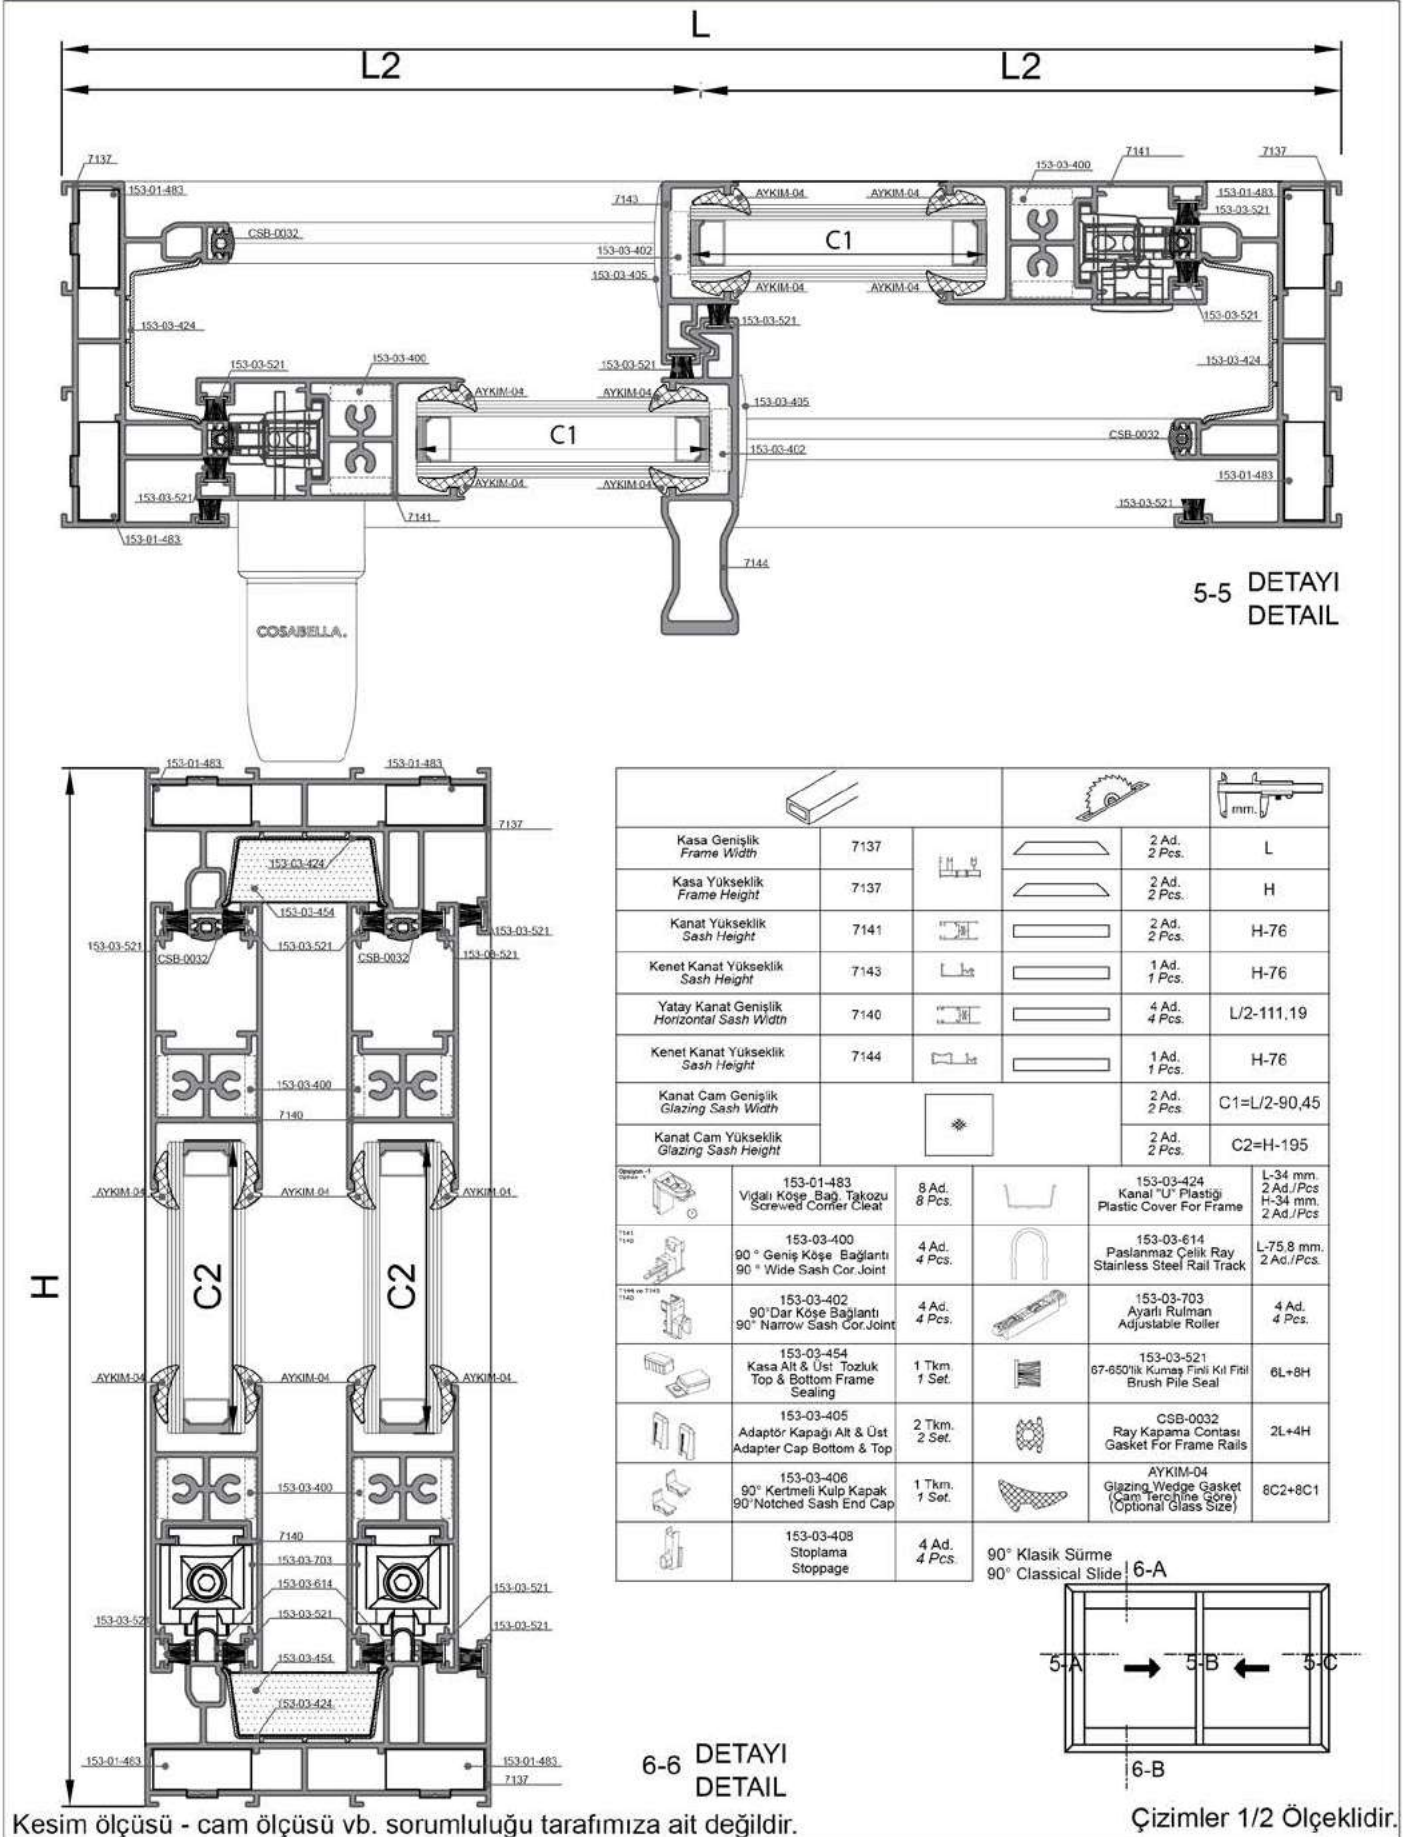 L
L2
L2
7137
153-01-483
CSB-0032
153-03-424
153-03-521
153-03-400
AYKIM-04
AYKIM-04
C1
AYKIM-04
AYKIM-04
153-03-521
153-01-483
7141
7143
153-03-402
153-03-405
AYKIM-04
AYKIM-04
C1
AYKIM-04
AYKIM-04
153-03-521
153-03-521
153-03-400
7141
7137
153-01-483
153-03-521
153-03-521
153-03-424
153-03-405
153-03-402
CSB-0032
153-01-483
153-03-521
7144
COSABELLA.
5-5 DETAYI
DETAIL
H
153-01-483
153-01-483
7137
153-03-424
153-03-454
153-03-521
153-03-521
153-03-521
153-03-521
CSB-0032
CSB-0032
153-03-400
7140
AYKIM-04
AYKIM-04
AYKIM-04
C2
C2
AYKIM-04
AYKIM-04
AYKIM-04
153-03-400
7140
153-03-703
153-03-614
153-03-521
153-03-521
153-03-521
153-03-521
153-03-454
153-03-424
153-01-483
153-01-483
7137
6-6 DETAYI
DETAIL
mm.
Kasa Genişlik
Frame Width
7137
2 Ad.
2 Pcs.
L
Kasa Yükseklik
Frame Height
7137
2 Ad.
2 Pcs.
H
Kanat Yükseklik
Sash Height
7141
2 Ad.
2 Pcs.
H-76
Kenet Kanat Yükseklik
Sash Height
7143
1 Ad.
1 Pcs.
H-76
Yatay Kanat Genişlik
Horizontal Sash Width
7140
4 Ad.
4 Pcs.
L/2-111,19
Kenet Kanat Yükseklik
Sash Height
7144
1 Ad.
1 Pcs.
H-76
Kanat Cam Genişlik
Glazing Sash Width
2 Ad.
2 Pcs.
C1=L/2-90,45
Kanat Cam Yükseklik
Glazing Sash Height
2 Ad.
2 Pcs.
C2=H-195
153-01-483
Vidalı Köşe Bağ. Takozu
Screwed Corner Cleat
8 Ad.
8 Pcs.
153-03-424
Kanal "U" Plastiği
Plastic Cover For Frame
L-34 mm.
2 Ad./Pcs
H-34 mm.
2 Ad./Pcs
7141
7140
153-03-400
90 ° Geniş Köşe Bağlantı
90 ° Wide Sash Cor.Joint
4 Ad.
4 Pcs.
153-03-614
Paslanmaz Çelik Ray
Stainless Steel Rail Track
L-75,8 mm.
2 Ad./Pcs.
7144 ve 7143
7140
153-03-402
90°Dar Köşe Bağlantı
90° Narrow Sash Cor.Joint
4 Ad.
4 Pcs.
153-03-703
Ayarlı Rulman
Adjustable Roller
4 Ad.
4 Pcs.
153-03-454
Kasa Alt & Üst Tozluk
Top & Bottom Frame
Sealing
1 Tkm.
1 Set.
153-03-521
67-650'lik Kumaş Finli Kıl Fitil
Brush Pile Seal
6L+8H
153-03-405
Adaptör Kapağı Alt & Üst
Adapter Cap Bottom & Top
2 Tkm.
2 Set.
CSB-0032
Ray Kapama Contası
Gasket For Frame Rails
2L+4H
153-03-406
90° Kertmeli Kulp Kapak
90°Notched Sash End Cap
1 Tkm.
1 Set.
AYKIM-04
Glazing Wedge Gasket
(Cam Tercihine Göre)
(Optional Glass Size)
8C2+8C1
153-03-408
Stoplama
Stoppage
4 Ad.
4 Pcs.
90° Klasik Sürme
90° Classical Slide
6-A
5-A
5-B
5-C
6-B
Kesim ölçüsü - cam ölçüsü vb. sorumluluğu tarafımıza ait değildir.
Çizimler 1/2 Ölçeklidir.